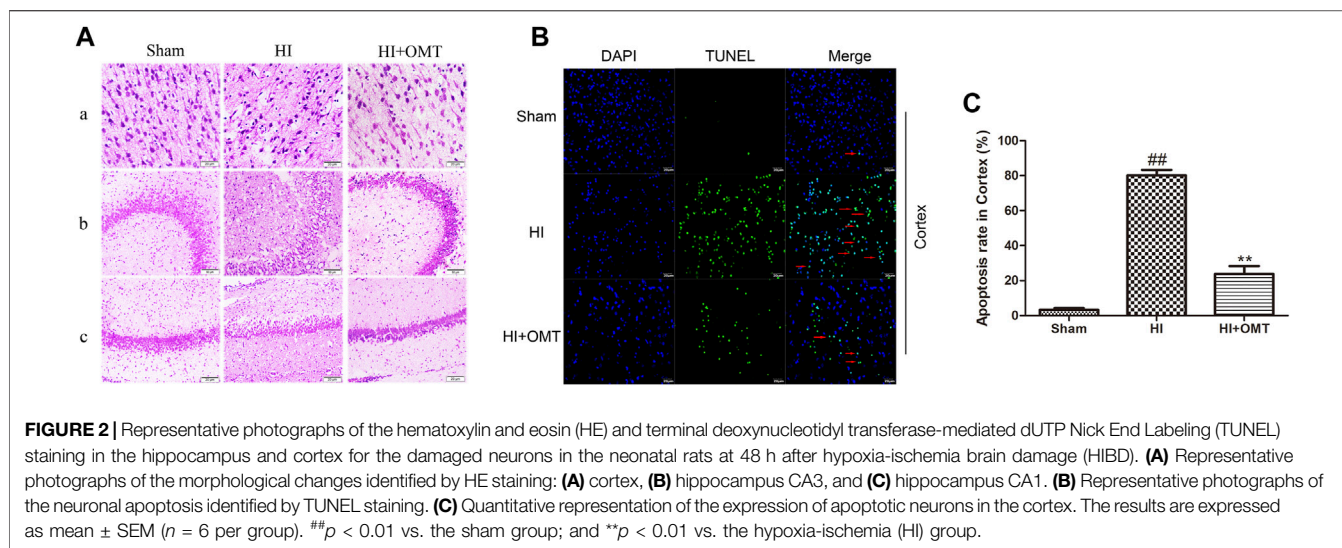 A
Sham HI HI+OMT
a
b
c
B
DAPI TUNEL Merge
Sham
HI
HI+OMT
Cortex
C
Apoptosis rate in Cortex (%)
100
80
60
40
20
0
##
**
Sham HI HI+OMT
FIGURE 2 | Representative photographs of the hematoxylin and eosin (HE) and terminal deoxynucleotidyl transferase-mediated dUTP Nick End Labeling (TUNEL)
staining in the hippocampus and cortex for the damaged neurons in the neonatal rats at 48 h after hypoxia-ischemia brain damage (HIBD). (A) Representative
photographs of the morphological changes identified by HE staining: (A) cortex, (B) hippocampus CA3, and (C) hippocampus CA1. (B) Representative photographs of
the neuronal apoptosis identified by TUNEL staining. (C) Quantitative representation of the expression of apoptotic neurons in the cortex. The results are expressed
as mean ± SEM (n = 6 per group). ##p < 0.01 vs. the sham group; and **p < 0.01 vs. the hypoxia-ischemia (HI) group.